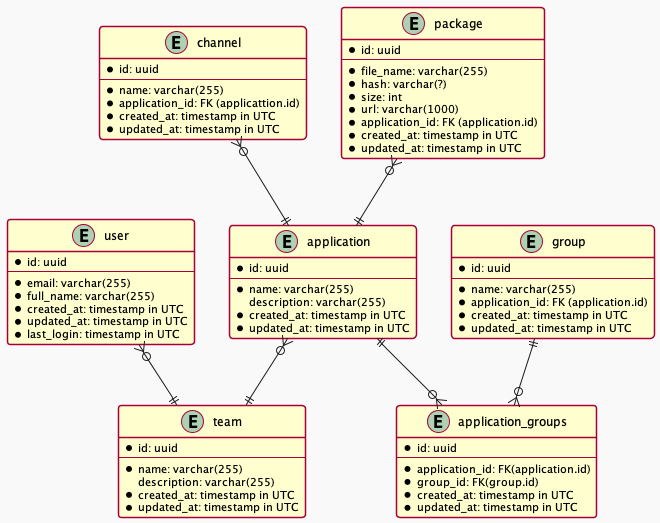 E channel
id: uuid
name: varchar(255)
application_id: FK (applicattion.id)
created_at: timestamp in UTC
updated_at: timestamp in UTC
E package
id: uuid
file_name: varchar(255)
hash: varchar(?)
size: int
url: varchar(1000)
application_id: FK (application.id)
created_at: timestamp in UTC
updated_at: timestamp in UTC
E user
id: uuid
email: varchar(255)
full_name: varchar(255)
created_at: timestamp in UTC
updated_at: timestamp in UTC
last_login: timestamp in UTC
E application
id: uuid
name: varchar(255)
description: varchar(255)
created_at: timestamp in UTC
updated_at: timestamp in UTC
E group
id: uuid
name: varchar(255)
application_id: FK (application.id)
created_at: timestamp in UTC
updated_at: timestamp in UTC
E team
id: uuid
name: varchar(255)
description: varchar(255)
created_at: timestamp in UTC
updated_at: timestamp in UTC
E application_groups
id: uuid
application_id: FK(application.id)
group_id: FK(group.id)
created_at: timestamp in UTC
updated_at: timestamp in UTC